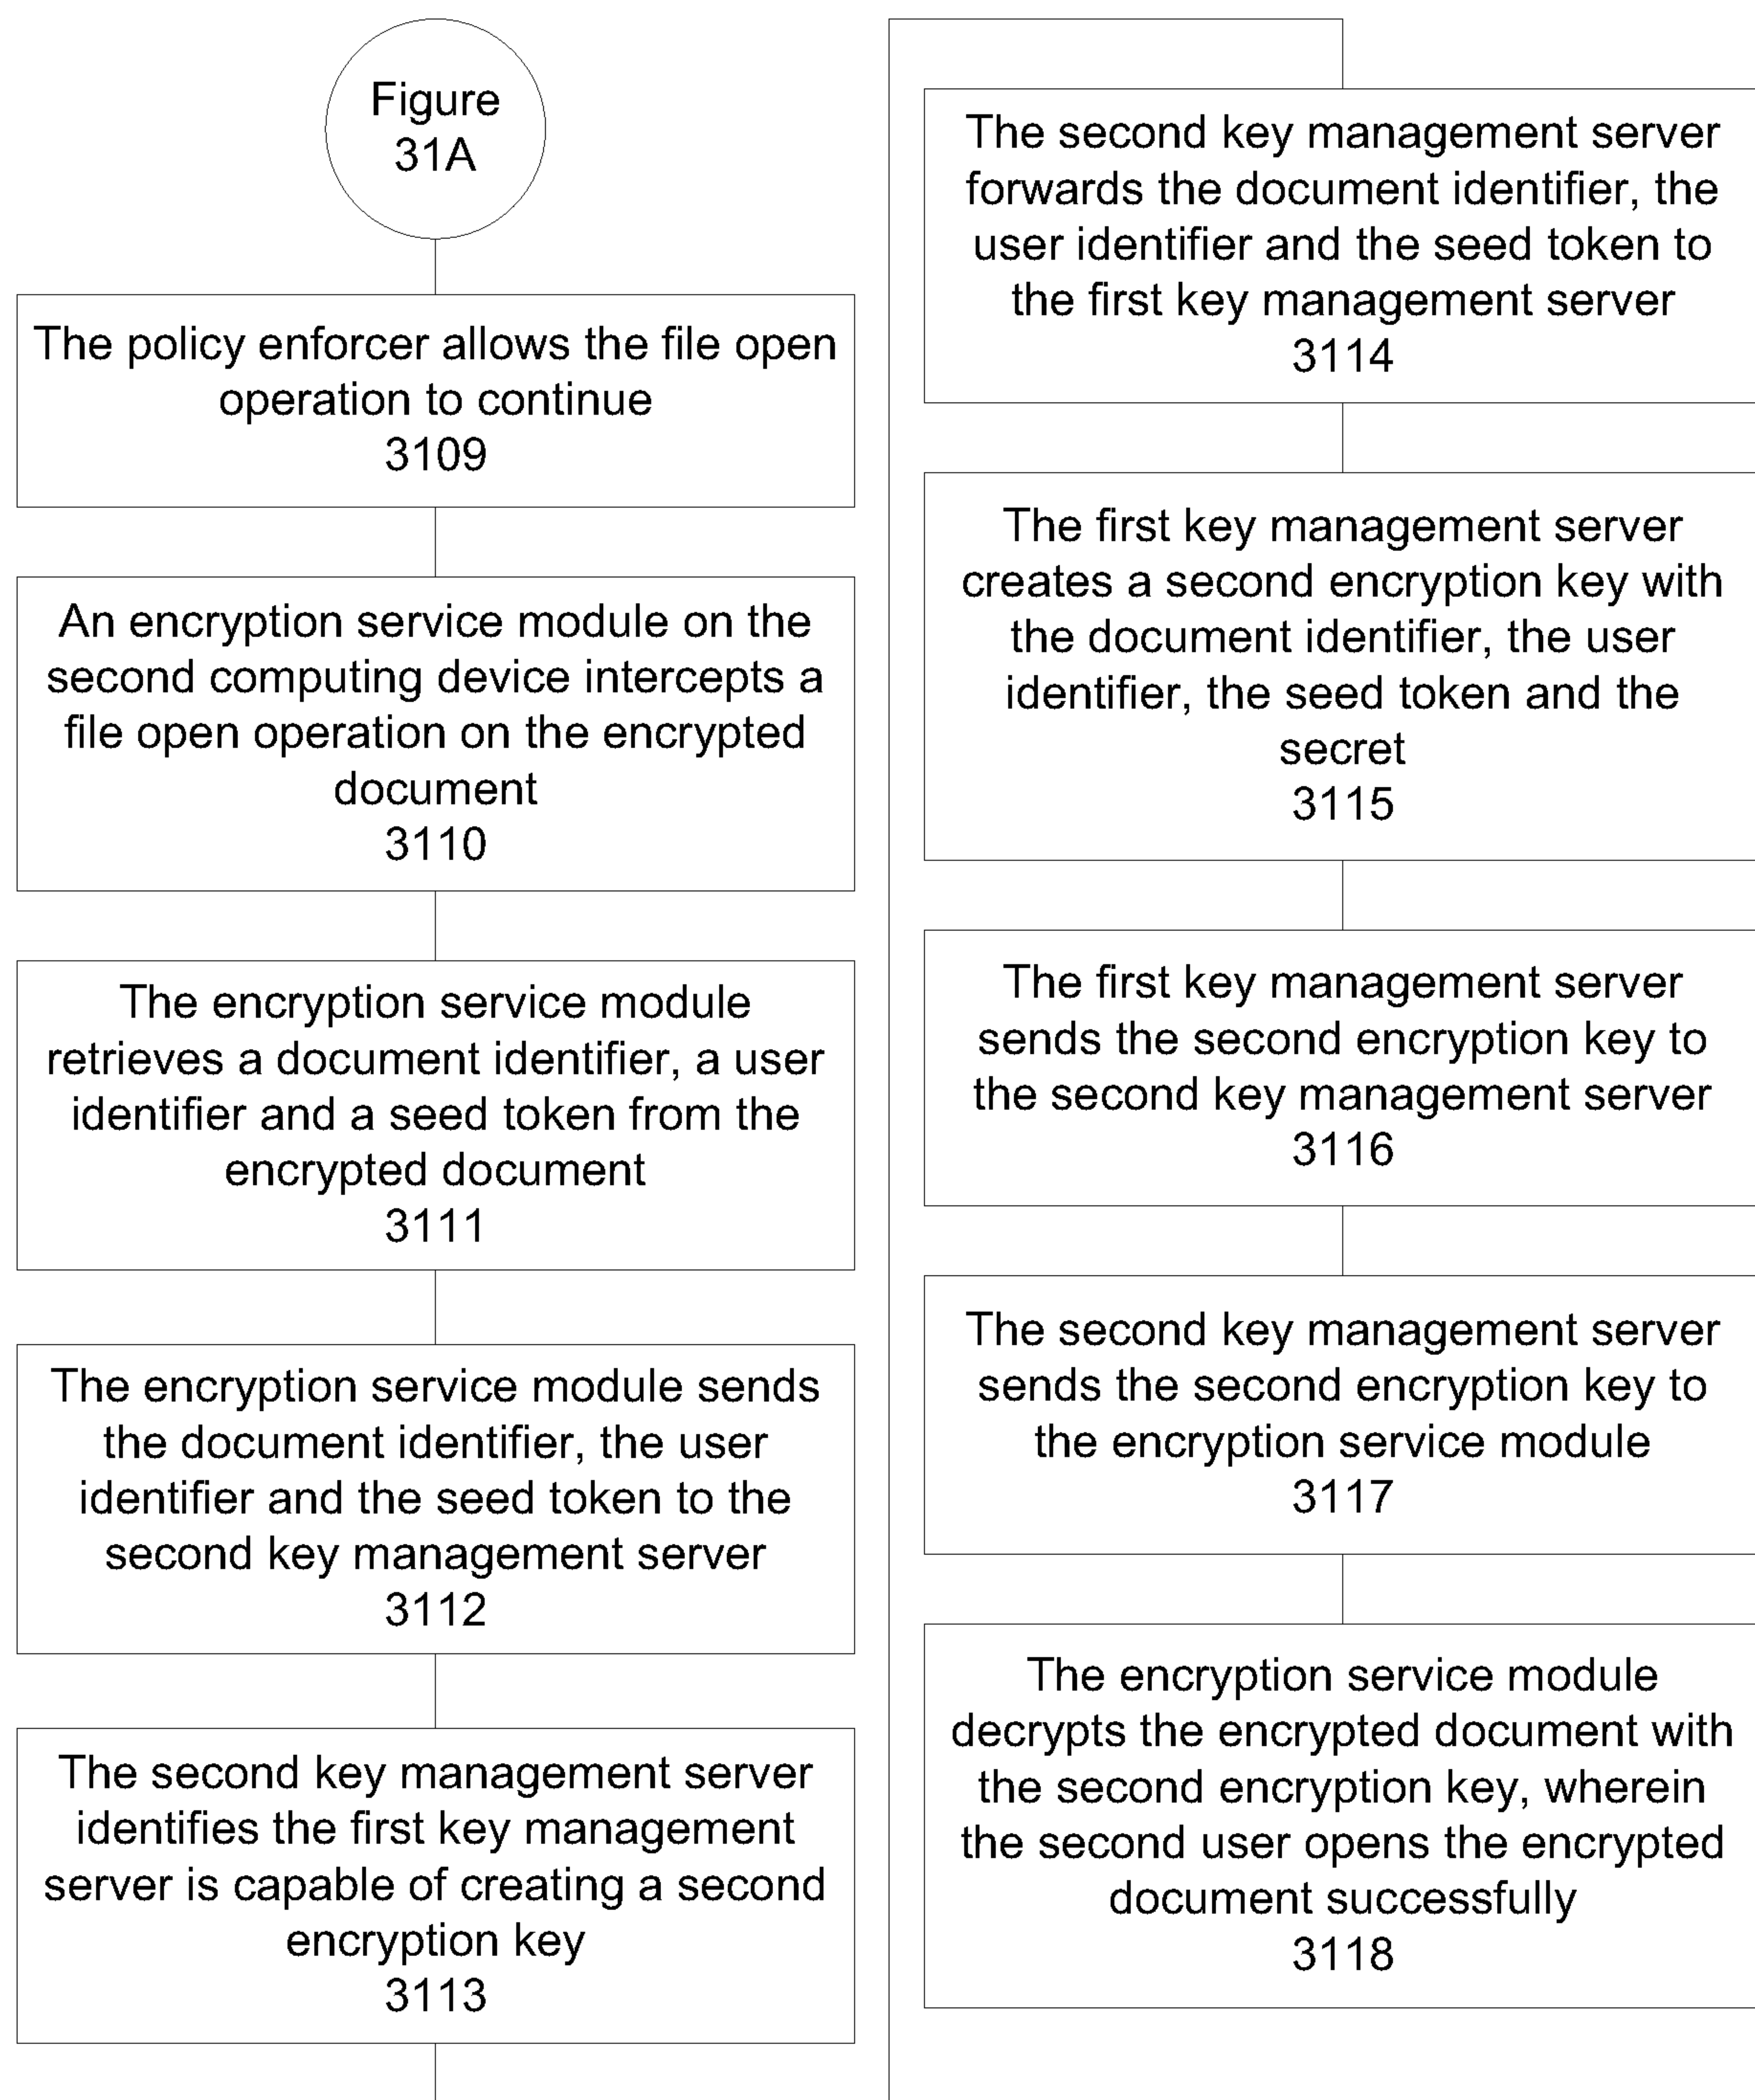 Figure
31A
The policy enforcer allows the file open
operation to continue
3109
An encryption service module on the
second computing device intercepts a
file open operation on the encrypted
document
3110
The encryption service module
retrieves a document identifier, a user
identifier and a seed token from the
encrypted document
3111
The encryption service module sends
the document identifier, the user
identifier and the seed token to the
second key management server
3112
The second key management server
identifies the first key management
server is capable of creating a second
encryption key
3113
The second key management server
forwards the document identifier, the
user identifier and the seed token to
the first key management server
3114
The first key management server
creates a second encryption key with
the document identifier, the user
identifier, the seed token and the
secret
3115
The first key management server
sends the second encryption key to
the second key management server
3116
The second key management server
sends the second encryption key to
the encryption service module
3117
The encryption service module
decrypts the encrypted document with
the second encryption key, wherein
the second user opens the encrypted
document successfully
3118